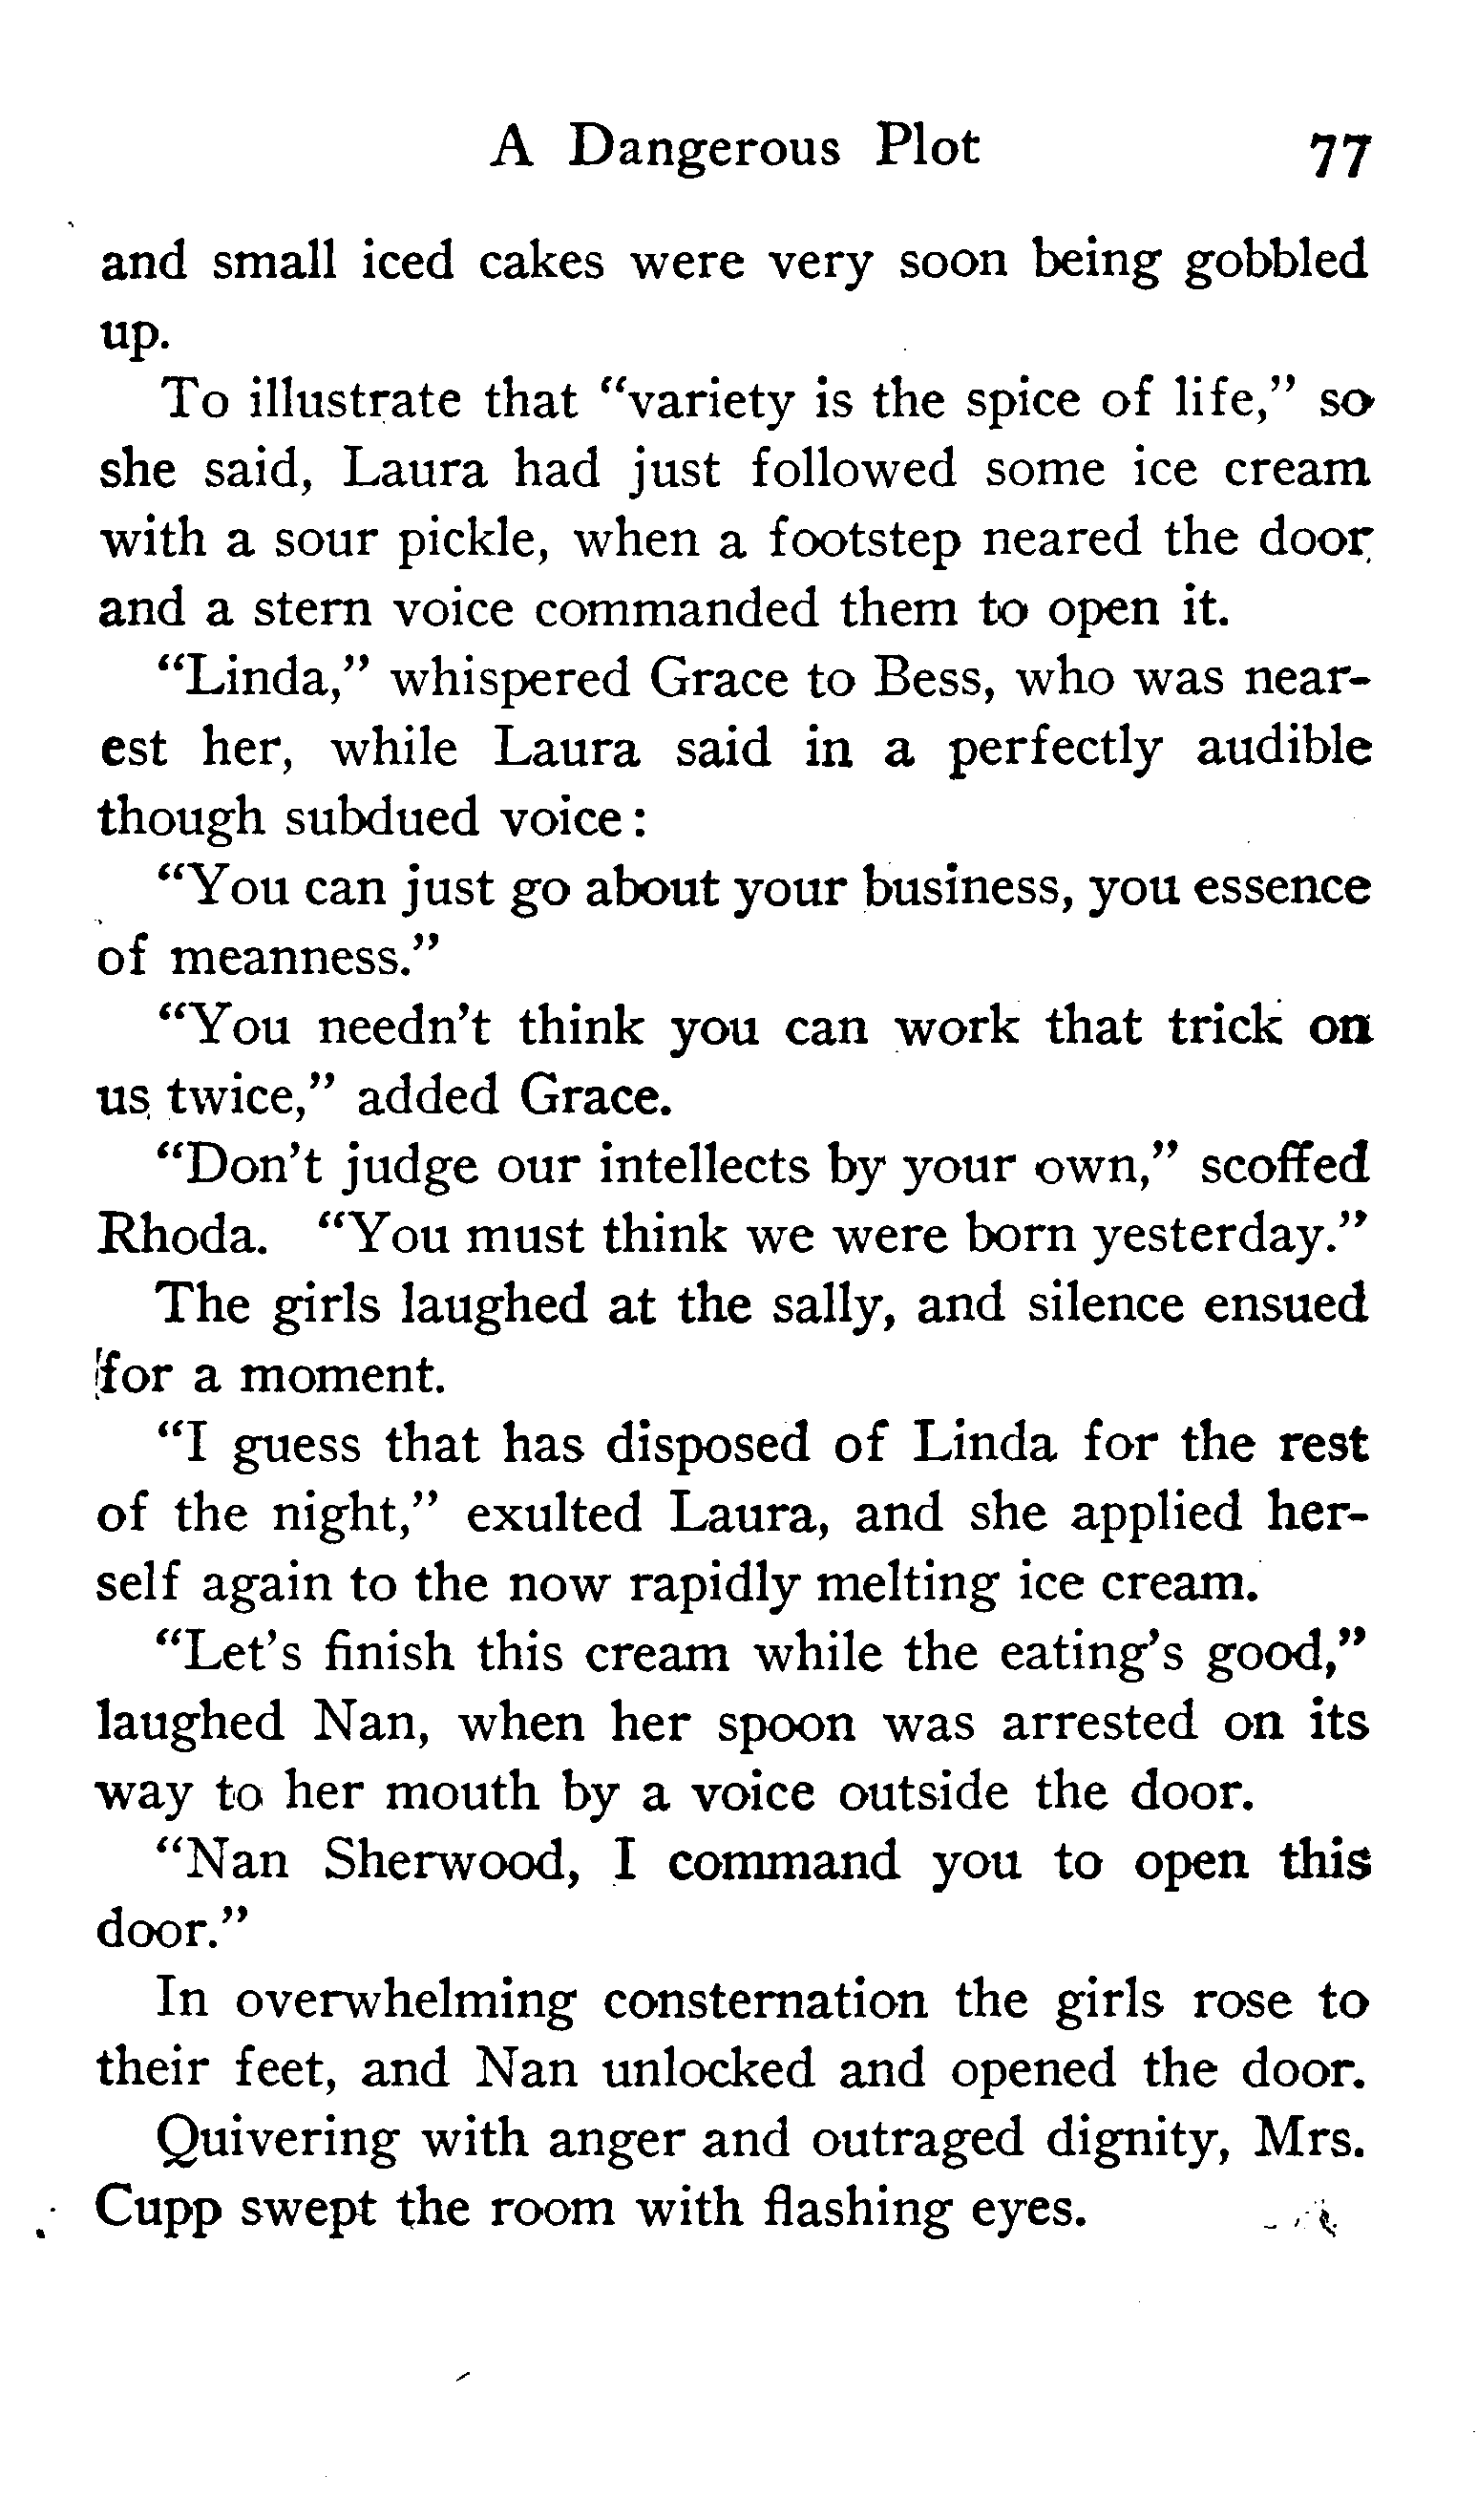 A Dangerous Plot 77
and small iced cakes were very soon being gobbled
up.
To illustrate that “variety is the spice of life,” so
she said, Laura had just followed some ice cream
with a sour pickle, when a footstep neared the door
and a stern voice commanded them to open it.
“Linda,” whispered Grace to Bess, who was near-
est her, while Laura said in a perfectly audible
though subdued voice:
“You can just go about your business, you essence
of meanness.”
“You needn't think you can work that trick on
us twice,” added Grace.
“Don't judge our intellects by your own,” scoffed
Rhoda. “You must think we were born yesterday.”
The girls laughed at the sally, and silence ensued
for a moment.
“I guess that has disposed of Linda for the rest
of the night,” exulted Laura, and she applied her-
self again to the now rapidly melting ice cream.
“Let's finish this cream while the eating's good,”
laughed Nan, when her spoon was arrested on its
way to her mouth by a voice outside the door.
“Nan Sherwood, I command you to open this
door.”
In overwhelming consternation the girls rose to
their feet, and Nan unlocked and opened the door.
Quivering with anger and outraged dignity, Mrs.
Cupp swept the room with flashing eyes.